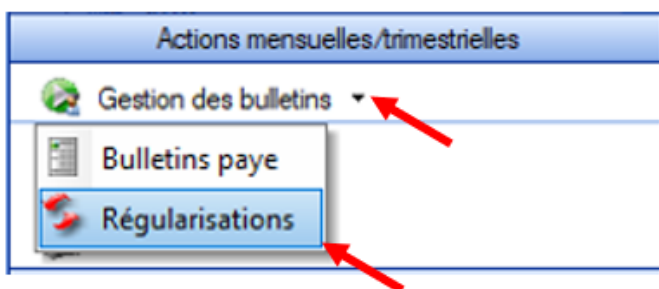 Actions mensuelles/trimestrielles
Gestion des bulletins
Bulletins paye
Régularisations